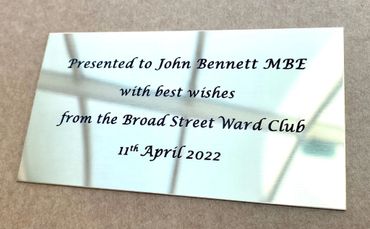 Presented to John Bennett MBE
with best wishes
from the Broad Street Ward Club
11th April 2022